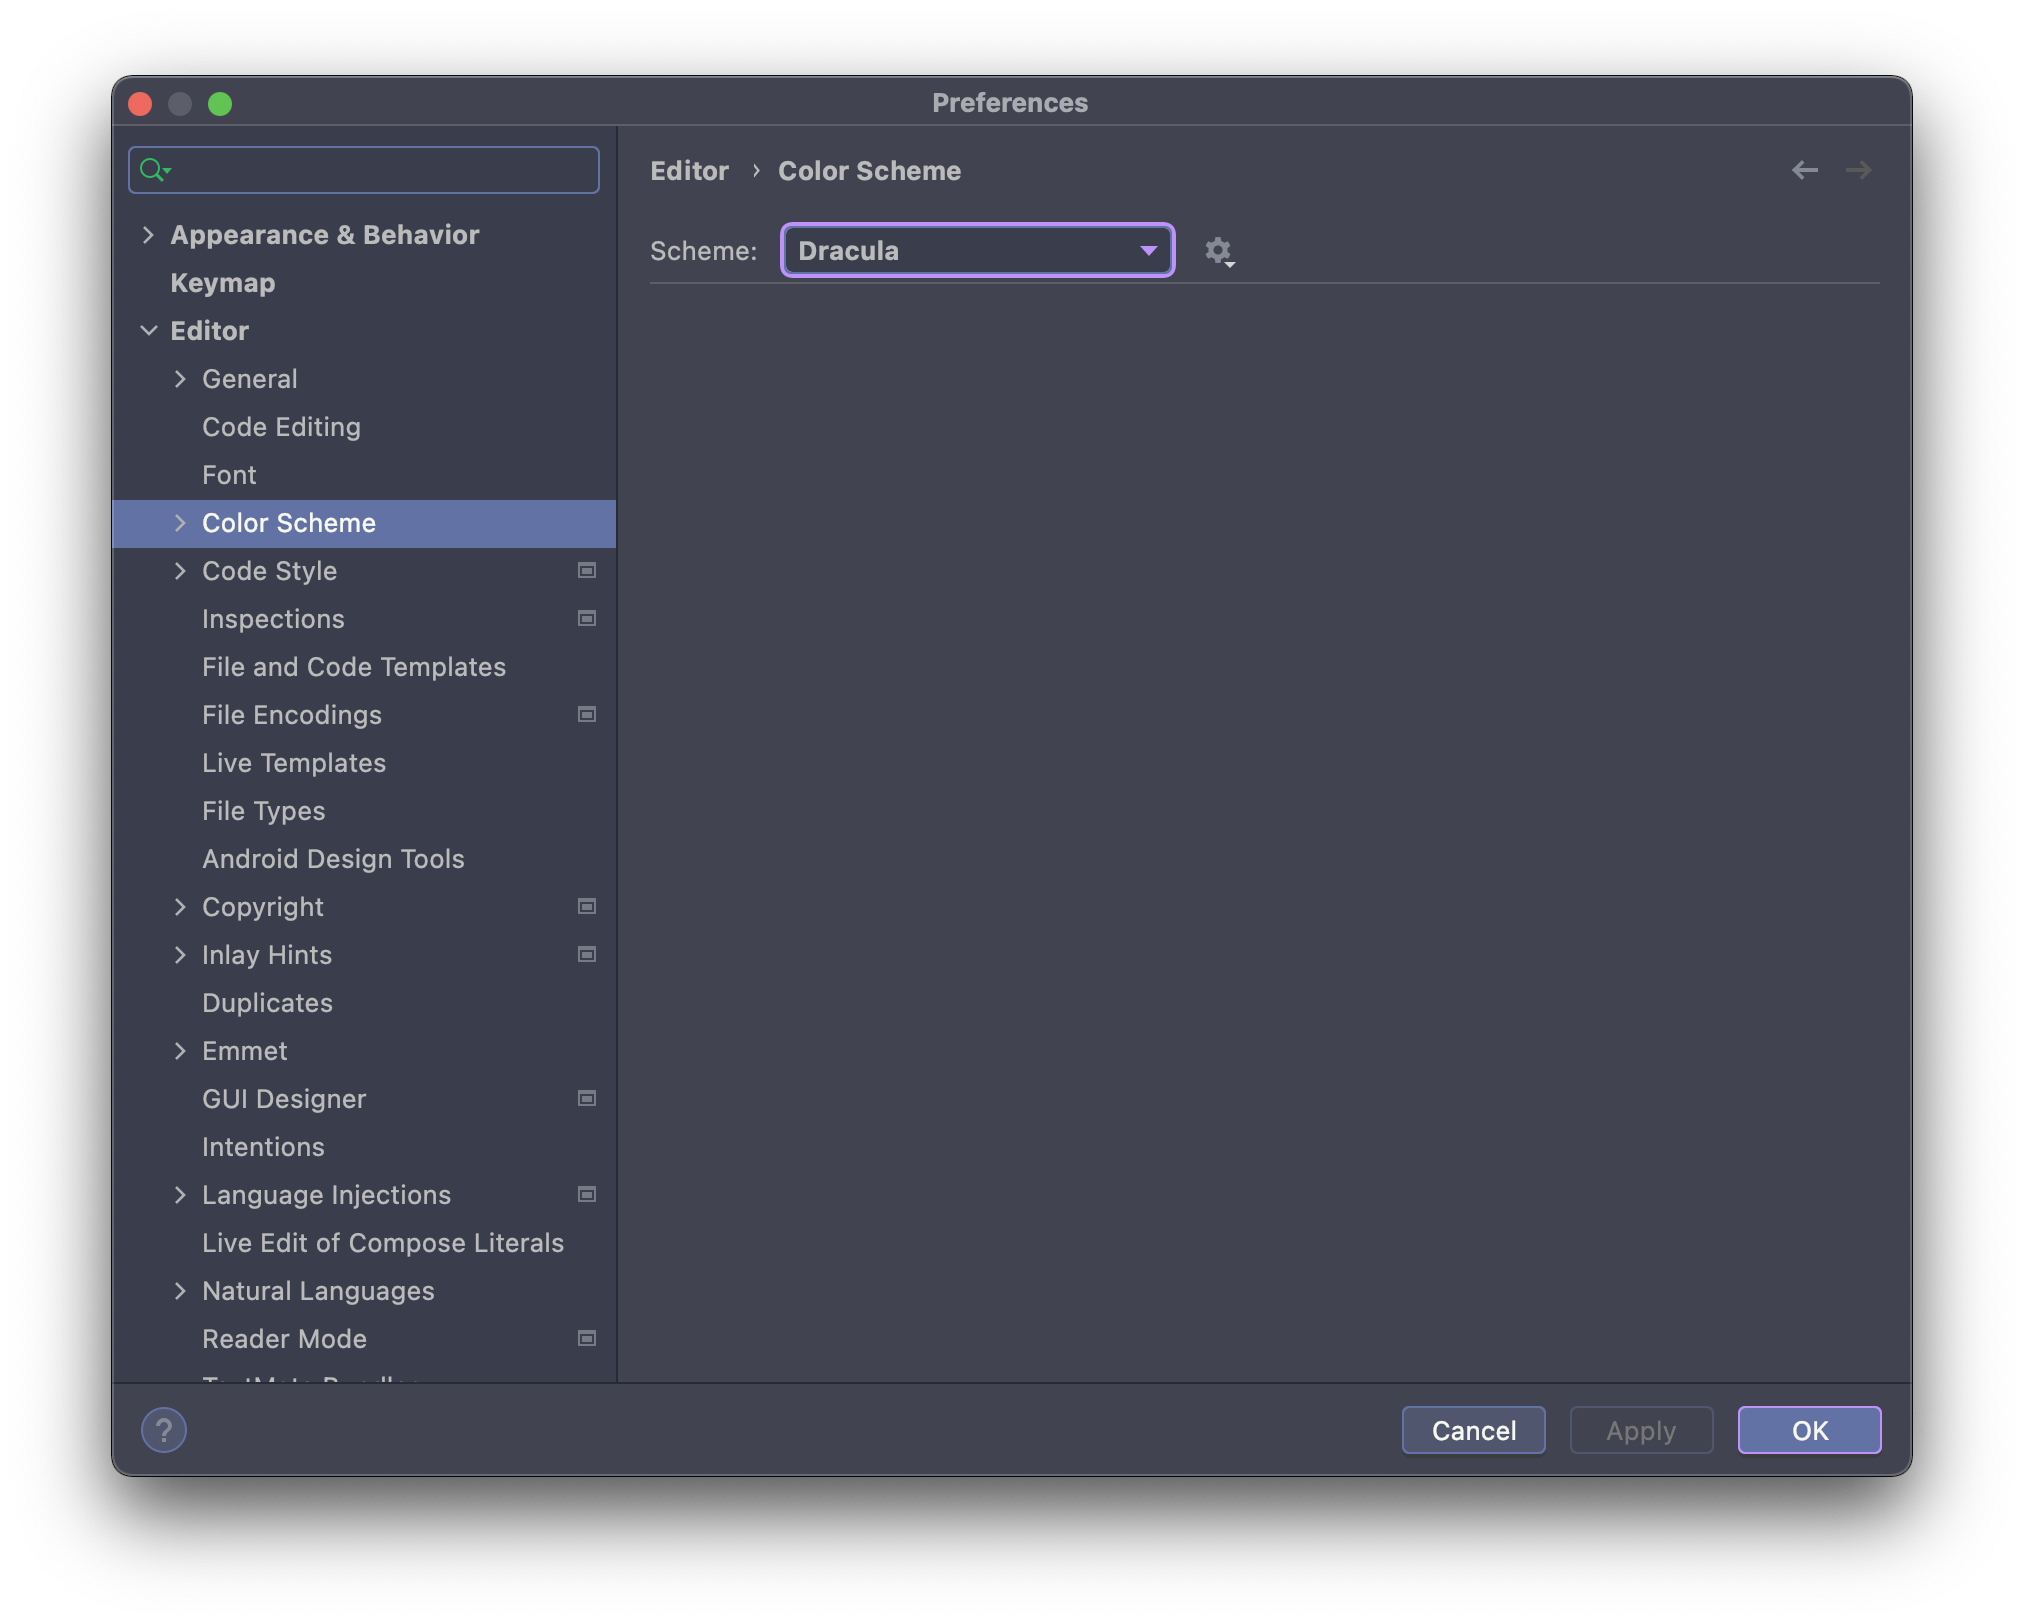 Preferences
Editor › Color Scheme
Scheme: Dracula
Appearance & Behavior
Keymap
Editor
General
Code Editing
Font
Color Scheme
Code Style
Inspections
File and Code Templates
File Encodings
Live Templates
File Types
Android Design Tools
Copyright
Inlay Hints
Duplicates
Emmet
GUI Designer
Intentions
Language Injections
Live Edit of Compose Literals
Natural Languages
Reader Mode
?
Cancel
Apply
OK